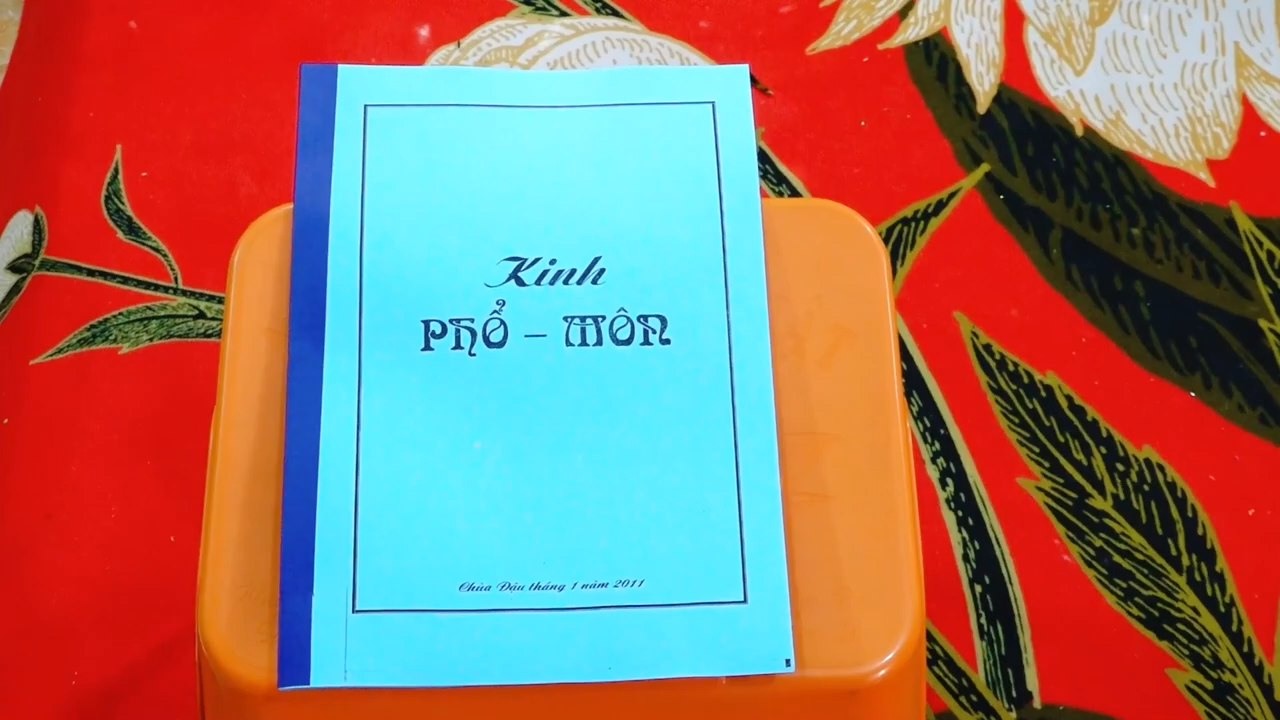 Kinh
PHỔ – MÔN
Chùa Đậu tháng 1 năm 2011